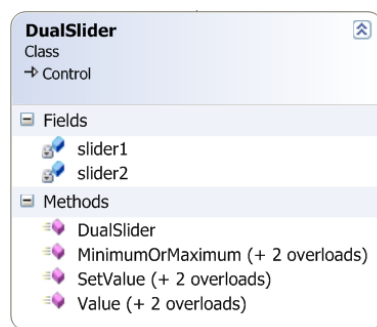 DualSlider
Class
Control
Fields
slider1
slider2
Methods
DualSlider
MinimumOrMaximum (+ 2 overloads)
SetValue (+ 2 overloads)
Value (+ 2 overloads)